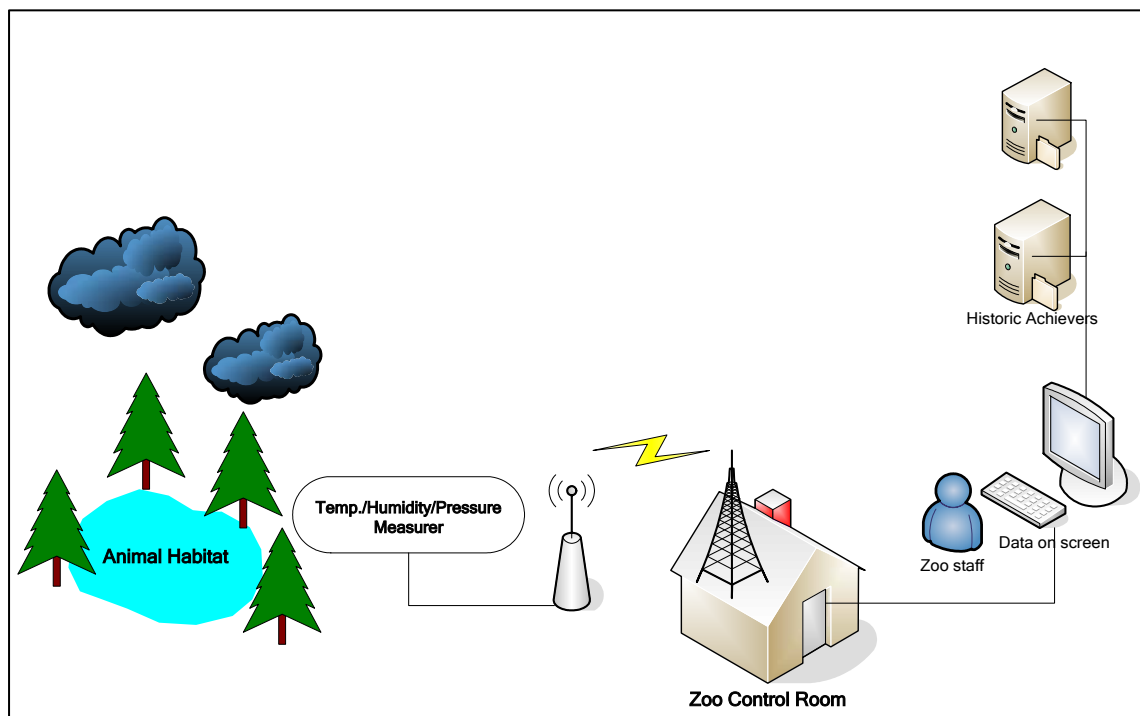 Historic Achievers
Temp./Humidity/Pressure
Measurer
Animal Habitat
Data on screen
Zoo staff
Zoo Control Room